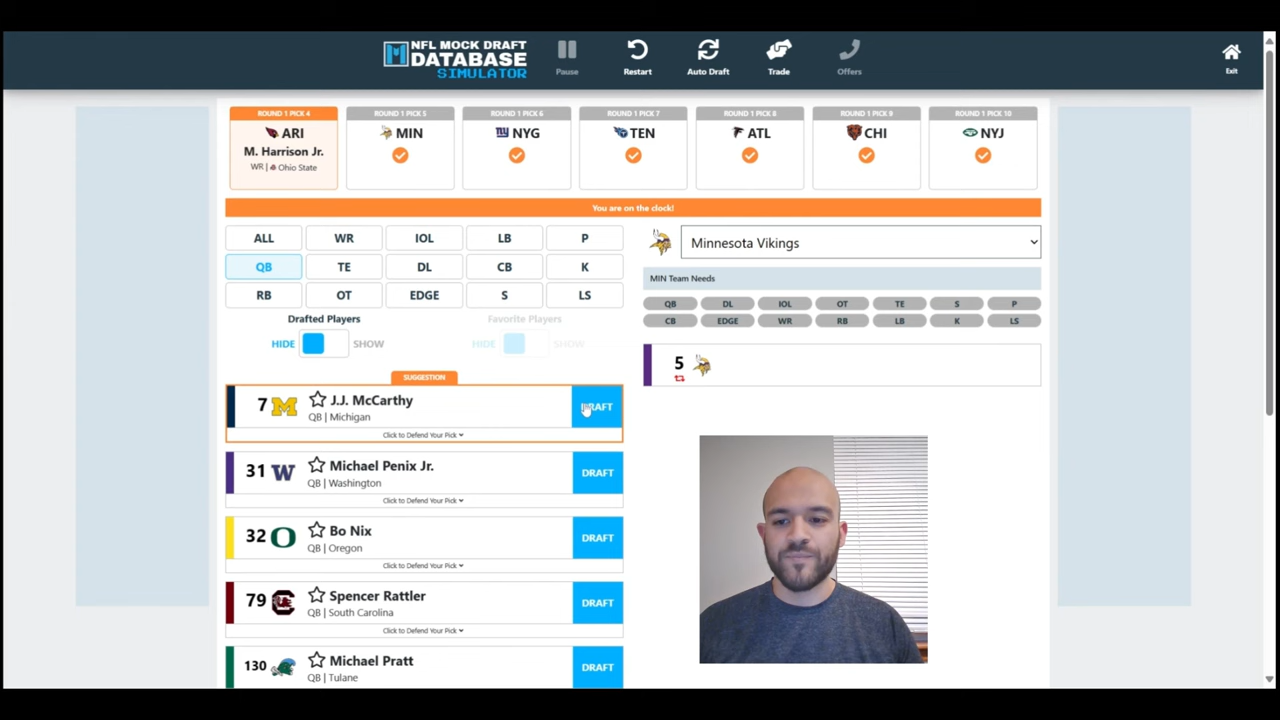 NFL MOCK DRAFT
DATABASE
SIMULATOR
Pause
Restart
Auto Draft
Trade
Offers
Exit
ROUND 1 PICK 4
ARI
M. Harrison Jr.
WR | Ohio State
ROUND 1 PICK 5
MIN
ROUND 1 PICK 6
NYG
ROUND 1 PICK 7
TEN
ROUND 1 PICK 8
ATL
ROUND 1 PICK 9
CHI
ROUND 1 PICK 10
NYJ
You are on the clock!
ALL WR IOL LB P
QB TE DL CB K
RB OT EDGE S LS
Drafted Players
HIDE SHOW
Favorite Players
HIDE SHOW
Minnesota Vikings
MIN Team Needs
QB DL IOL OT TE S P
CB EDGE WR RB LB K LS
5
SUGGESTION
7 M J.J. McCarthy
QB | Michigan
DRAFT
Click to Defend Your Pick
31 W Michael Penix Jr.
QB | Washington
DRAFT
Click to Defend Your Pick
32 Bo Nix
QB | Oregon
DRAFT
Click to Defend Your Pick
79 Spencer Rattler
QB | South Carolina
DRAFT
Click to Defend Your Pick
130 Michael Pratt
QB | Tulane
DRAFT